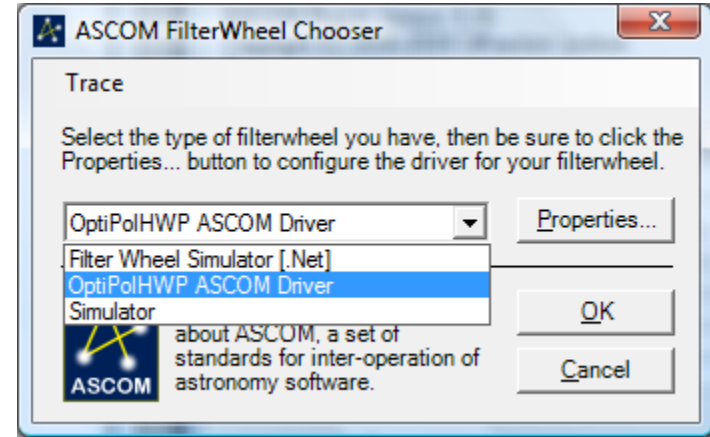 ASCOM FilterWheel Chooser
Trace
Select the type of filterwheel you have, then be sure to click the
Properties... button to configure the driver for your filterwheel.
OptiPolHWP ASCOM Driver
Properties...
Filter Wheel Simulator [.Net]
OptiPolHWP ASCOM Driver
Simulator
OK
about ASCOM, a set of
standards for inter-operation of
astronomy software.
ASCOM
Cancel